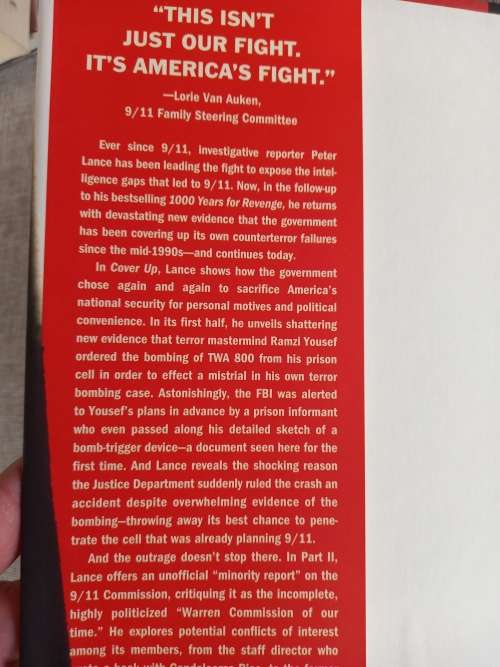 “THIS ISN’T
JUST OUR FIGHT.
IT’S AMERICA’S FIGHT.”
—Lorie Van Auken,
9/11 Family Steering Committee
Ever since 9/11, investigative reporter Peter
Lance has been leading the fight to expose the intel-
ligence gaps that led to 9/11. Now, in the follow-up
to his bestselling 1000 Years for Revenge, he returns
with devastating new evidence that the government
has been covering up its own counterterror failures
since the mid-1990s—and continues today.
In Cover Up, Lance shows how the government
chose again and again to sacrifice America’s
national security for personal motives and political
convenience. In its first half, he unveils shattering
new evidence that terror mastermind Ramzi Yousef
ordered the bombing of TWA 800 from his prison
cell in order to effect a mistrial in his own terror
bombing case. Astonishingly, the FBI was alerted
to Yousef’s plans in advance by a prison informant
who even passed along his detailed sketch of a
bomb-trigger device—a document seen here for the
first time. And Lance reveals the shocking reason
the Justice Department suddenly ruled the crash an
accident despite overwhelming evidence of the
bombing—throwing away its best chance to pene-
trate the cell that was already planning 9/11.
And the outrage doesn’t stop there. In Part II,
Lance offers an unofficial “minority report” on the
9/11 Commission, critiquing it as the incomplete,
highly politicized “Warren Commission of our
time.” He explores potential conflicts of interest
among its members, from the staff director who